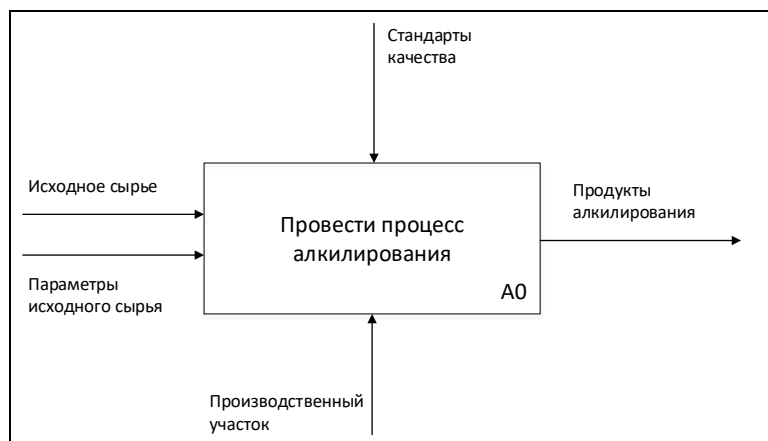 Стандарты
качества
Исходное сырье
Параметры
исходного сырья
Провести процесс
алкилирования
A0
Продукты
алкилирования
Производственный
участок